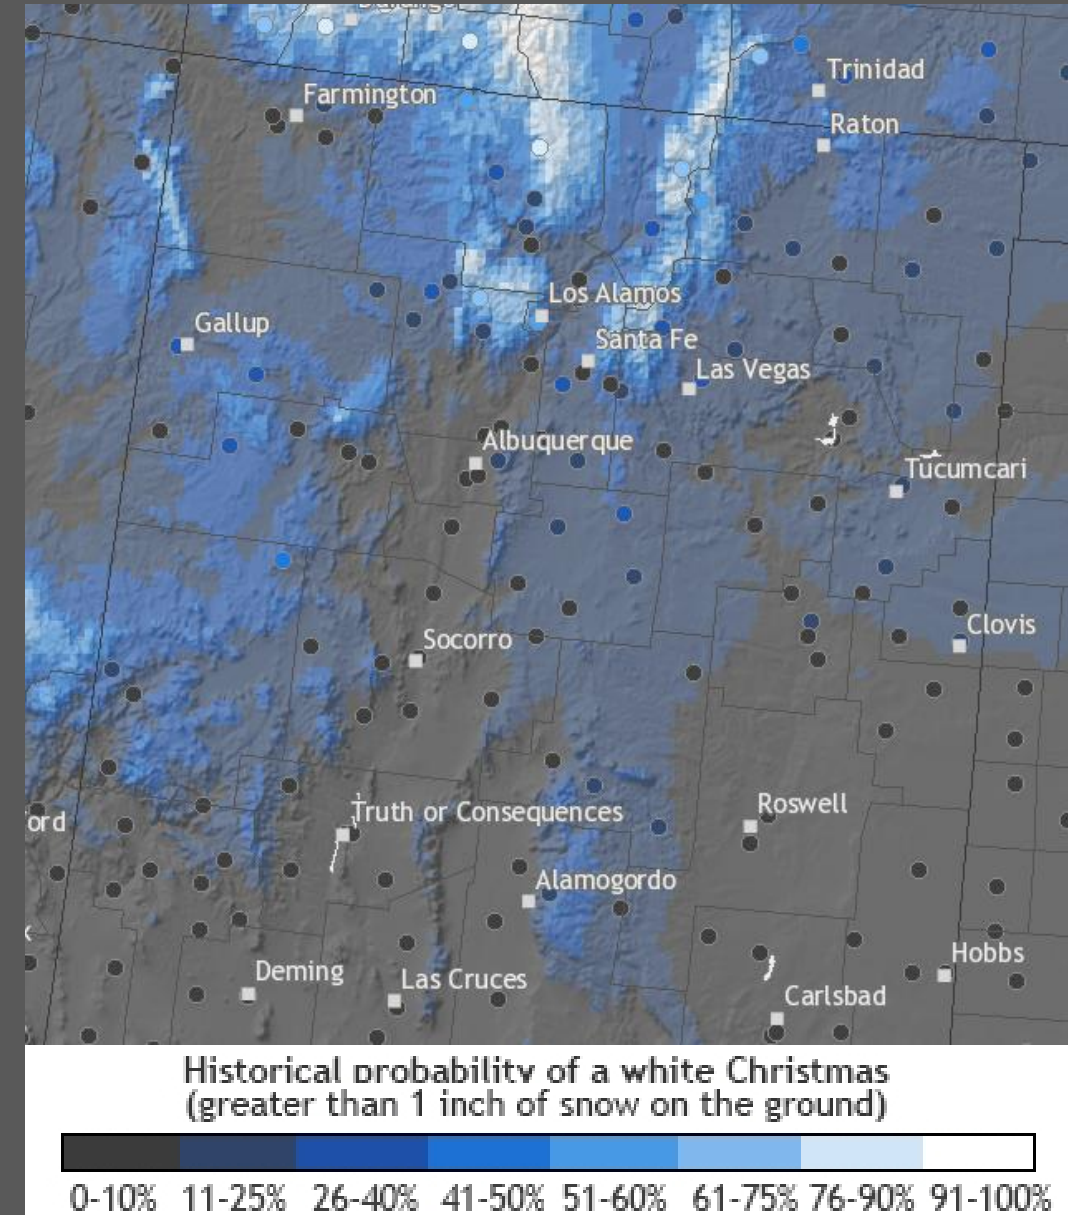 Trinidad
Farmington
Raton
Los Alamos
Gallup
Santa Fe
Las Vegas
Albuquerque
Tucumcari
Clovis
Socorro
Truth or Consequences
Roswell
ord
Alamogordo
Hobbs
Deming
Las Cruces
Carlsbad
Historical probability of a white Christmas
(greater than 1 inch of snow on the ground)
0-10% 11-25% 26-40% 41-50% 51-60% 61-75% 76-90% 91-100%